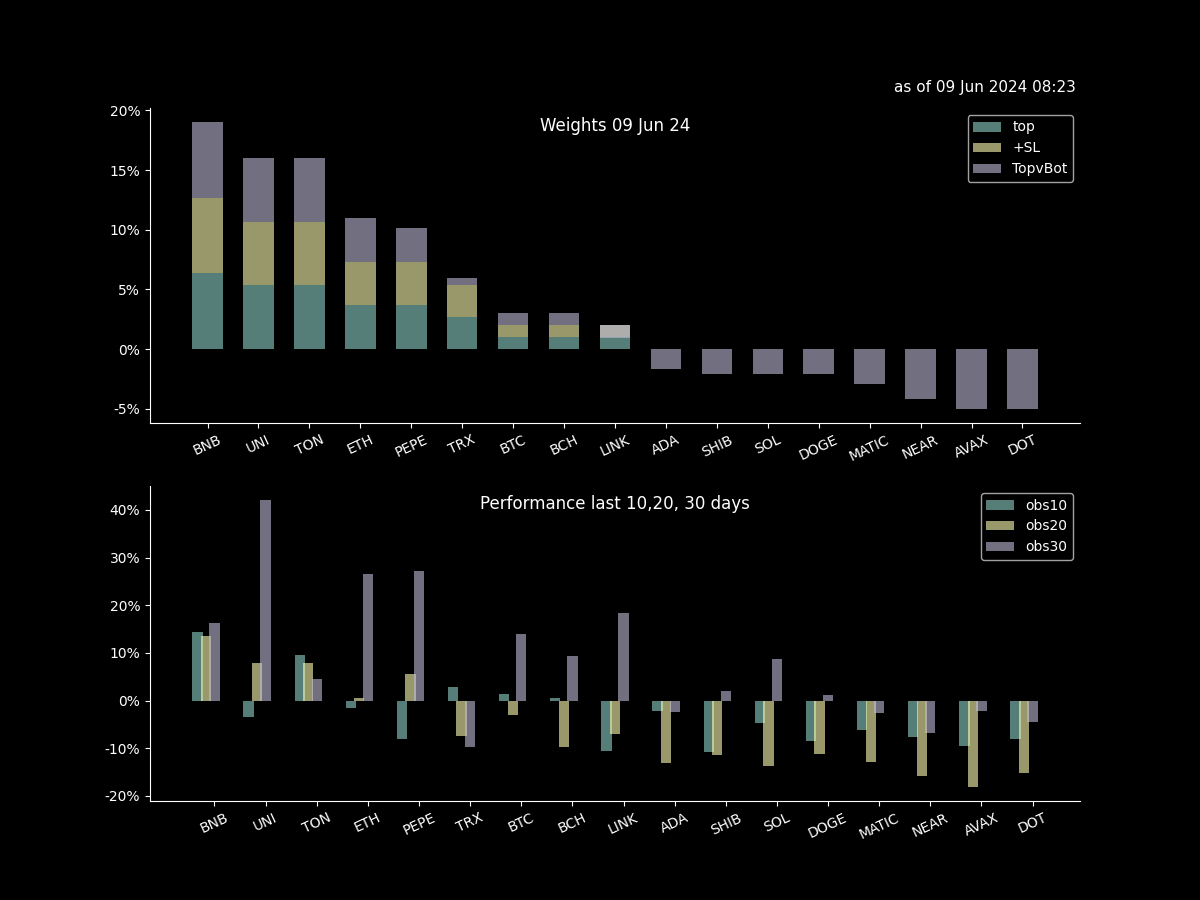 as of 09 Jun 2024 08:23
Weights 09 Jun 24
top
+SL
TopvBot
20%
15%
10%
5%
0%
-5%
BNB UNI TON ETH PEPE TRX BTC BCH LINK ADA SHIB SOL DOGE MATIC NEAR AVAX DOT
Performance last 10,20, 30 days
obs10
obs20
obs30
40%
30%
20%
10%
0%
-10%
-20%
BNB UNI TON ETH PEPE TRX BTC BCH LINK ADA SHIB SOL DOGE MATIC NEAR AVAX DOT